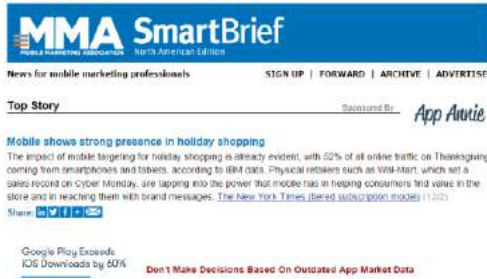 MMA SmartBrief
MOBILE MARKETING ASSOCIATION North American Edition
News for mobile marketing professionals SIGN UP | FORWARD | ARCHIVE | ADVERTISE
Top Story Sponsored By App Annie
Mobile shows strong presence in holiday shopping
The impact of mobile targeting for holiday shopping is already evident, with 52% of all online traffic on Thanksgiving
coming from smartphones and tablets, according to IBM data. Physical retailers such as Wal-Mart, which set a
sales record on Cyber Monday, are tapping into the power that mobile has in helping consumers find value in the
store and in reaching them with brand messages. The New York Times (tiered subscription model) (12/2)
Share:
Google Play Exceeds
iOS Downloads by 60%
Don't Make Decisions Based On Outdated App Market Data